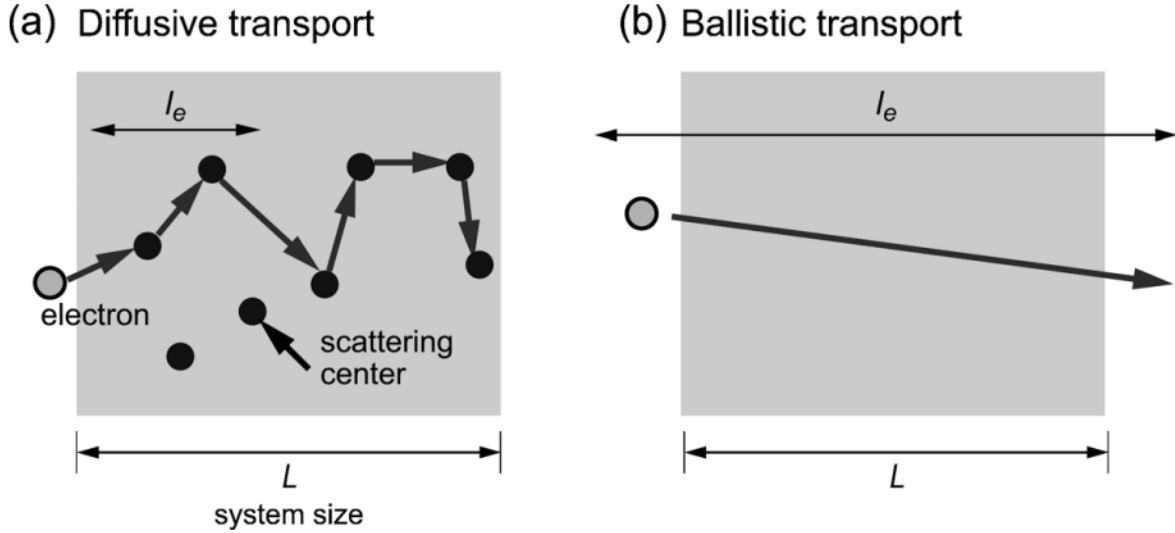 (a) Diffusive transport
l_e
electron
scattering
center
L
system size
(b) Ballistic transport
l_e
L